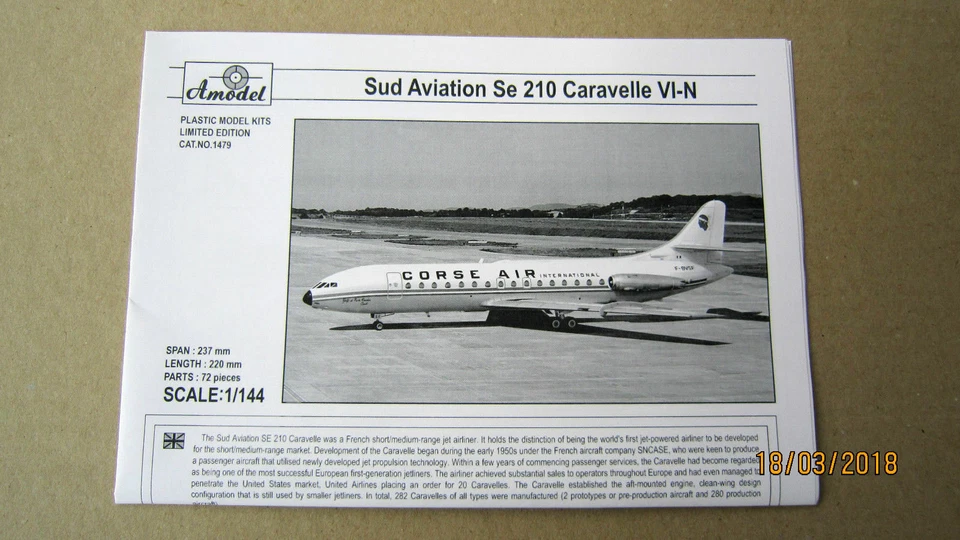 Amodel
Sud Aviation Se 210 Caravelle VI-N
PLASTIC MODEL KITS
LIMITED EDITION
CAT.NO.1479
CORSE AIR INTERNATIONAL
SPAN : 237 mm
LENGTH : 220 mm
PARTS : 72 pieces
SCALE:1/144
The Sud Aviation SE 210 Caravelle was a French short/medium-range jet airliner. It holds the distinction of being the world's first jet-powered airliner to be developed
for the short/medium-range market. Development of the Caravelle began during the early 1950s under the French aircraft company SNCASE, who were keen to produce
a passenger aircraft that utilised newly developed jet propulsion technology. Within a few years of commencing passenger services, the Caravelle had become regarded
as being one of the most successful European first-generation jetliners. The airliner achieved substantial sales to operators throughout Europe and had even managed to
penetrate the United States market, United Airlines placing an order for 20 Caravelles. The Caravelle established the aft-mounted engine, clean-wing design
configuration that is still used by smaller jetliners. In total, 282 Caravelles of all types were manufactured (2 prototypes or pre-production aircraft and 280 production
18/03/2018